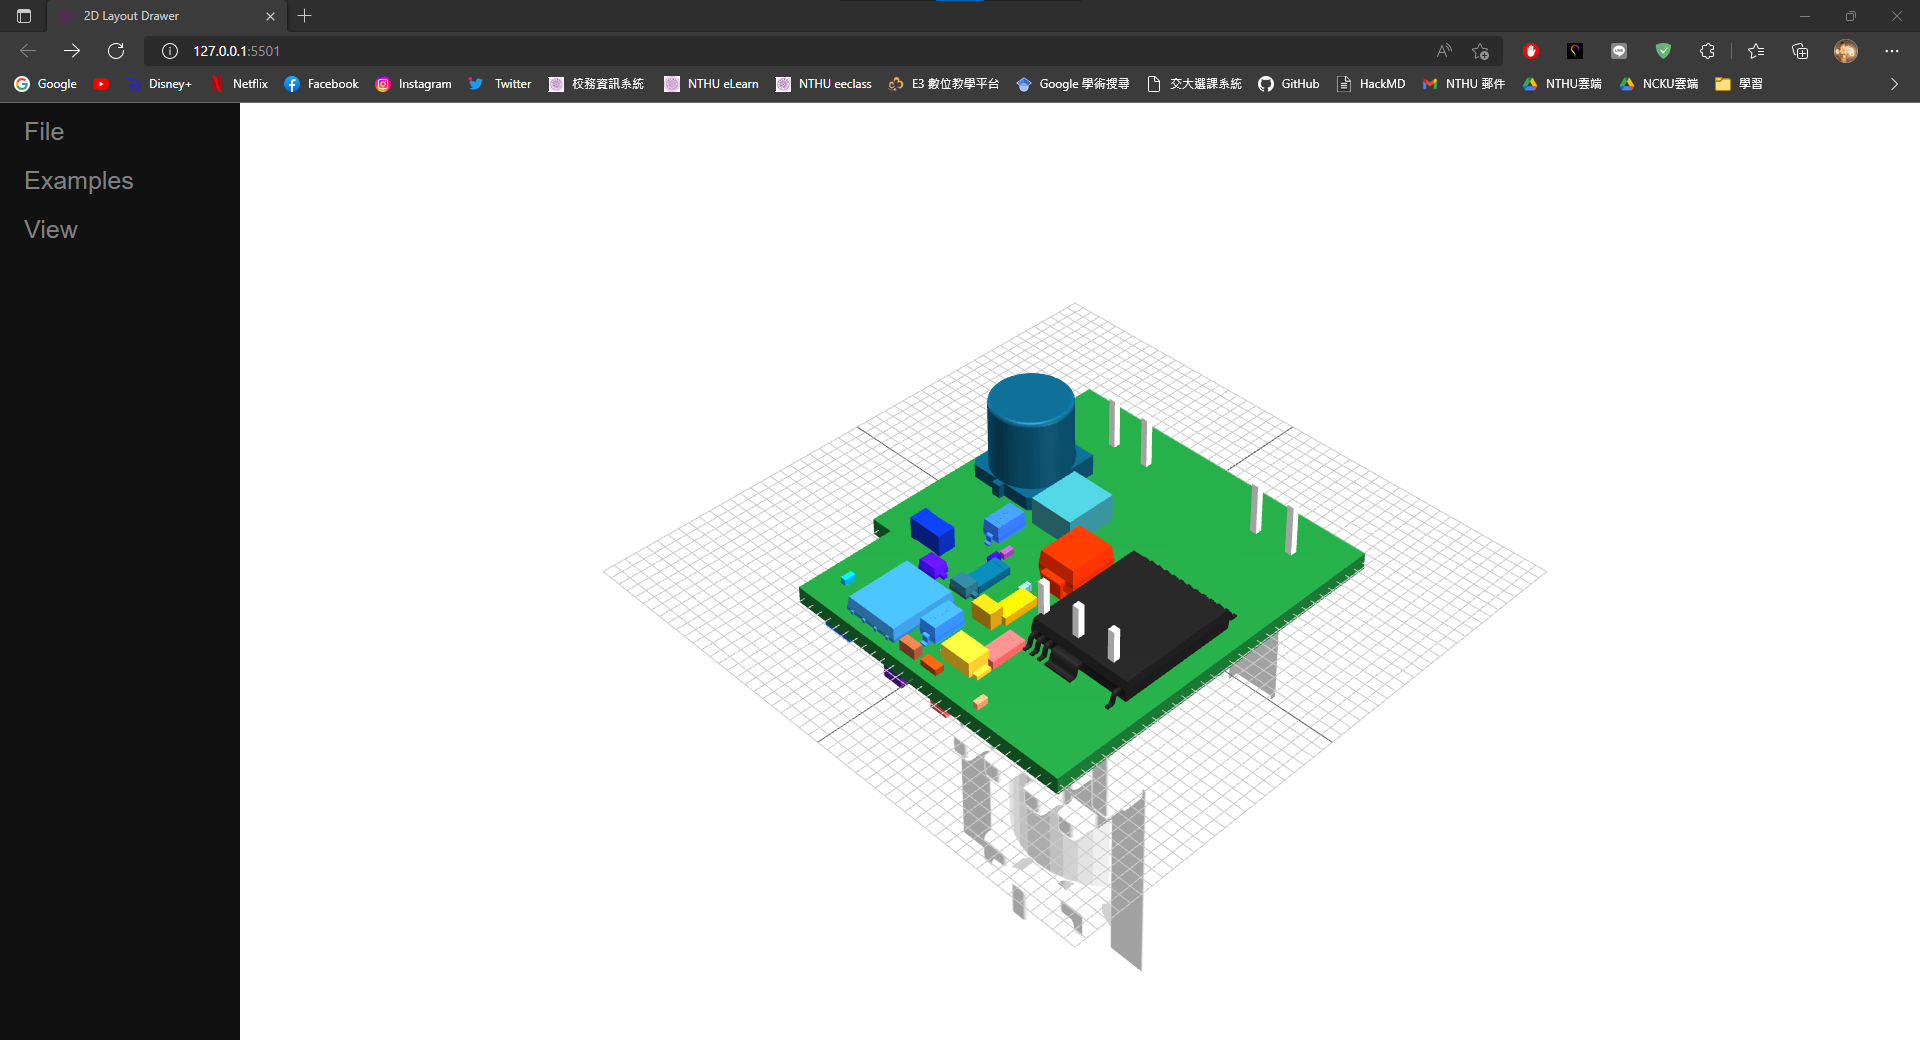 2D Layout Drawer
127.0.0.1:5501
Google Disney+ Netflix Facebook Instagram Twitter 校務資訊系統 NTHU eLearn NTHU eeclass E3 數位教學平台 Google 學術搜尋 交大選課系統 GitHub HackMD NTHU 郵件 NTHU雲端 NCKU雲端 學習
File
Examples
View